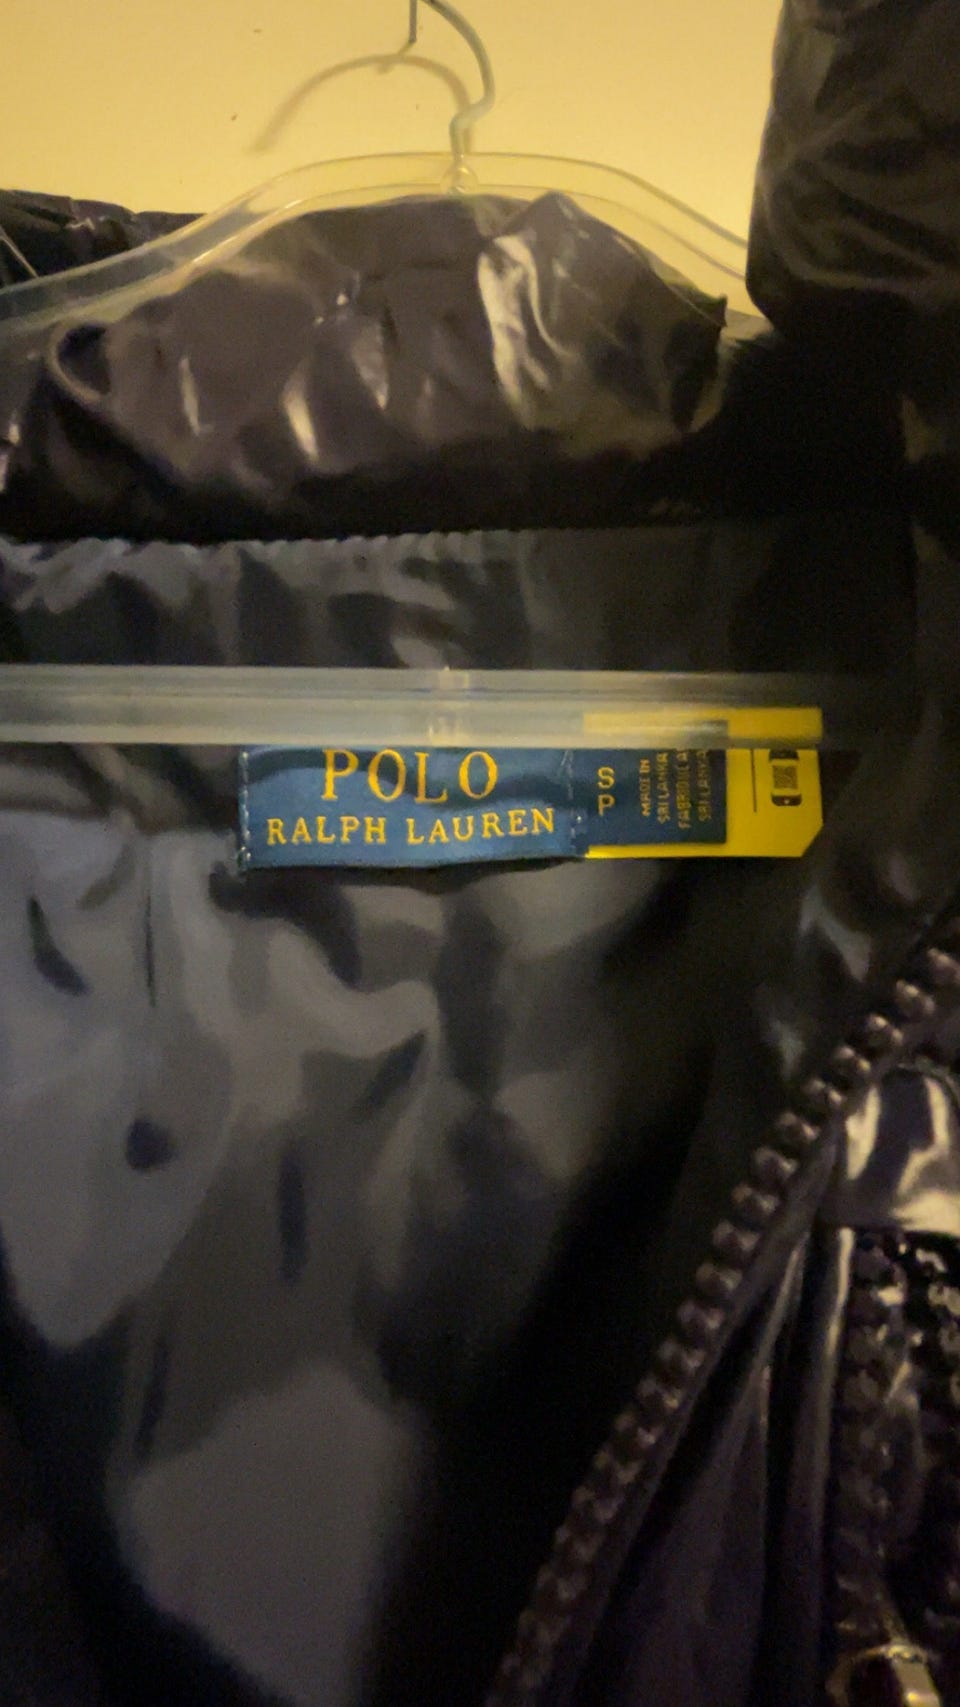 POLO
RALPH LAUREN
S
P
MADE IN
SRI LANKA
FABRIQUÉ AU
SRI LANKA